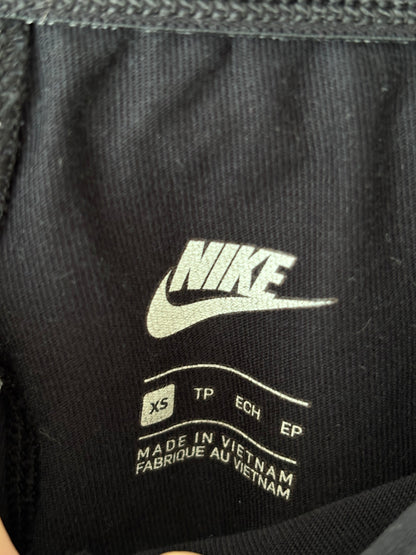 NIKE
XS TP ECH EP
MADE IN VIETNAM
FABRIQUE AU VIETNAM